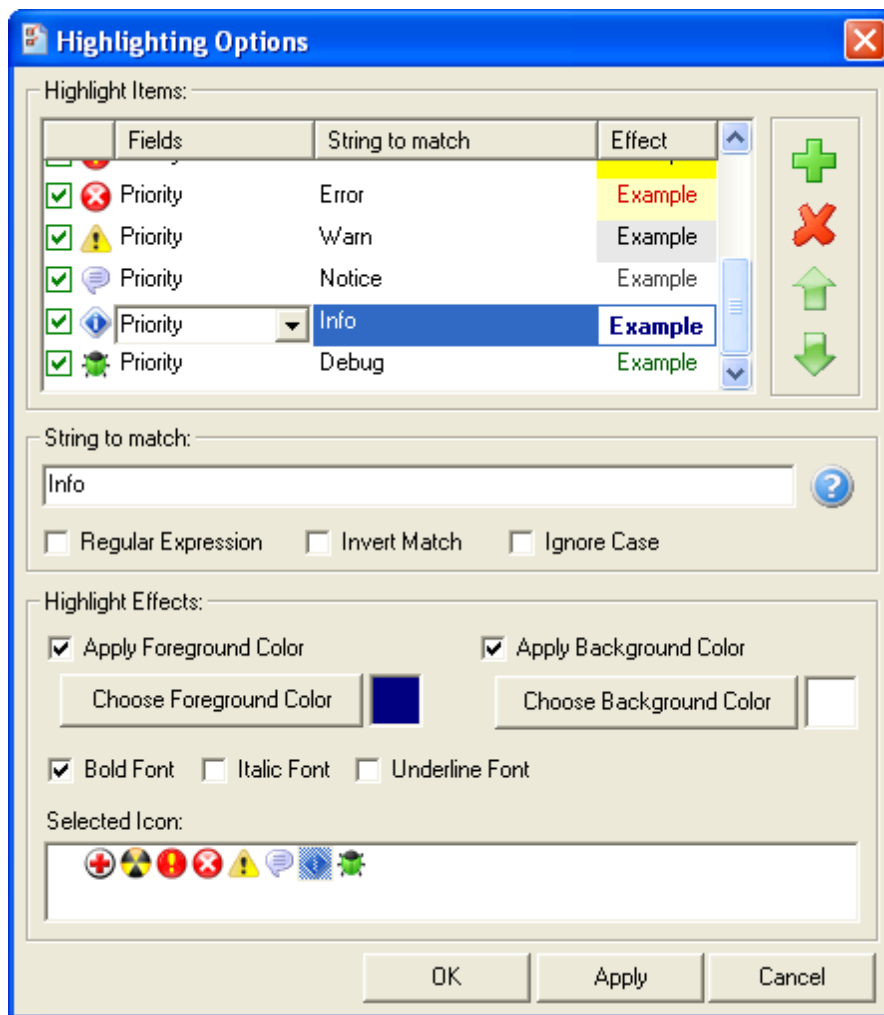 Highlighting Options
Highlight Items:
Fields String to match Effect
Priority Error Example
Priority Warn Example
Priority Notice Example
Priority Info Example
Priority Debug Example
String to match:
Info
Regular Expression Invert Match Ignore Case
Highlight Effects:
Apply Foreground Color Apply Background Color
Choose Foreground Color Choose Background Color
Bold Font Italic Font Underline Font
Selected Icon:
OK Apply Cancel